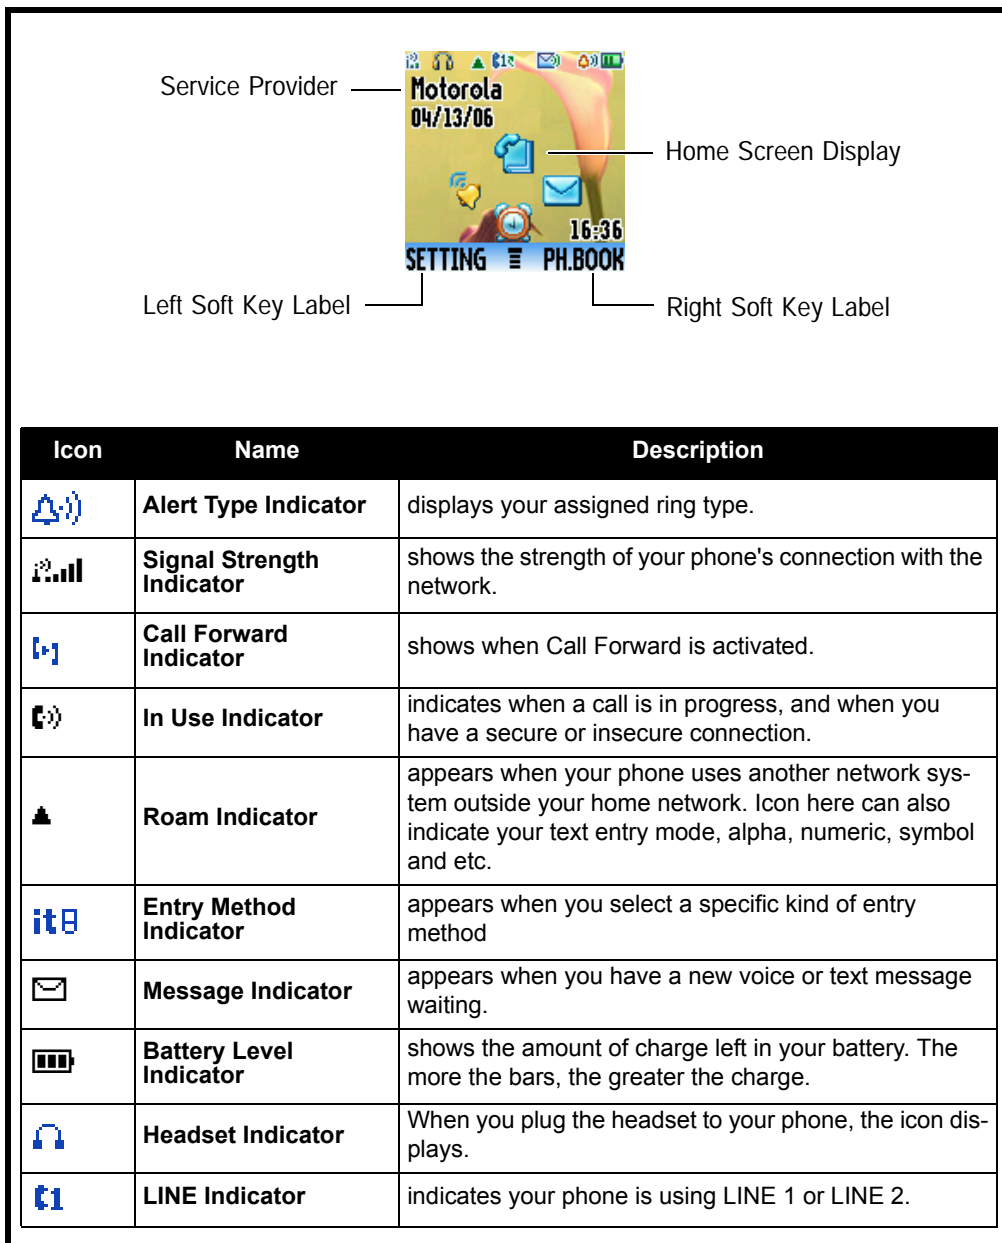 Service Provider
Motorola
04/13/06
Home Screen Display
16:36
SETTING PH.BOOK
Left Soft Key Label
Right Soft Key Label
Icon Name Description
Alert Type Indicator displays your assigned ring type.
Signal Strength
Indicator
shows the strength of your phone's connection with the
network.
Call Forward
Indicator
shows when Call Forward is activated.
In Use Indicator
indicates when a call is in progress, and when you
have a secure or insecure connection.
Roam Indicator
appears when your phone uses another network sys-
tem outside your home network. Icon here can also
indicate your text entry mode, alpha, numeric, symbol
and etc.
it
Entry Method
Indicator
appears when you select a specific kind of entry
method
Message Indicator
appears when you have a new voice or text message
waiting.
Battery Level
Indicator
shows the amount of charge left in your battery. The
more the bars, the greater the charge.
Headset Indicator
When you plug the headset to your phone, the icon dis-
plays.
1
LINE Indicator
indicates your phone is using LINE 1 or LINE 2.